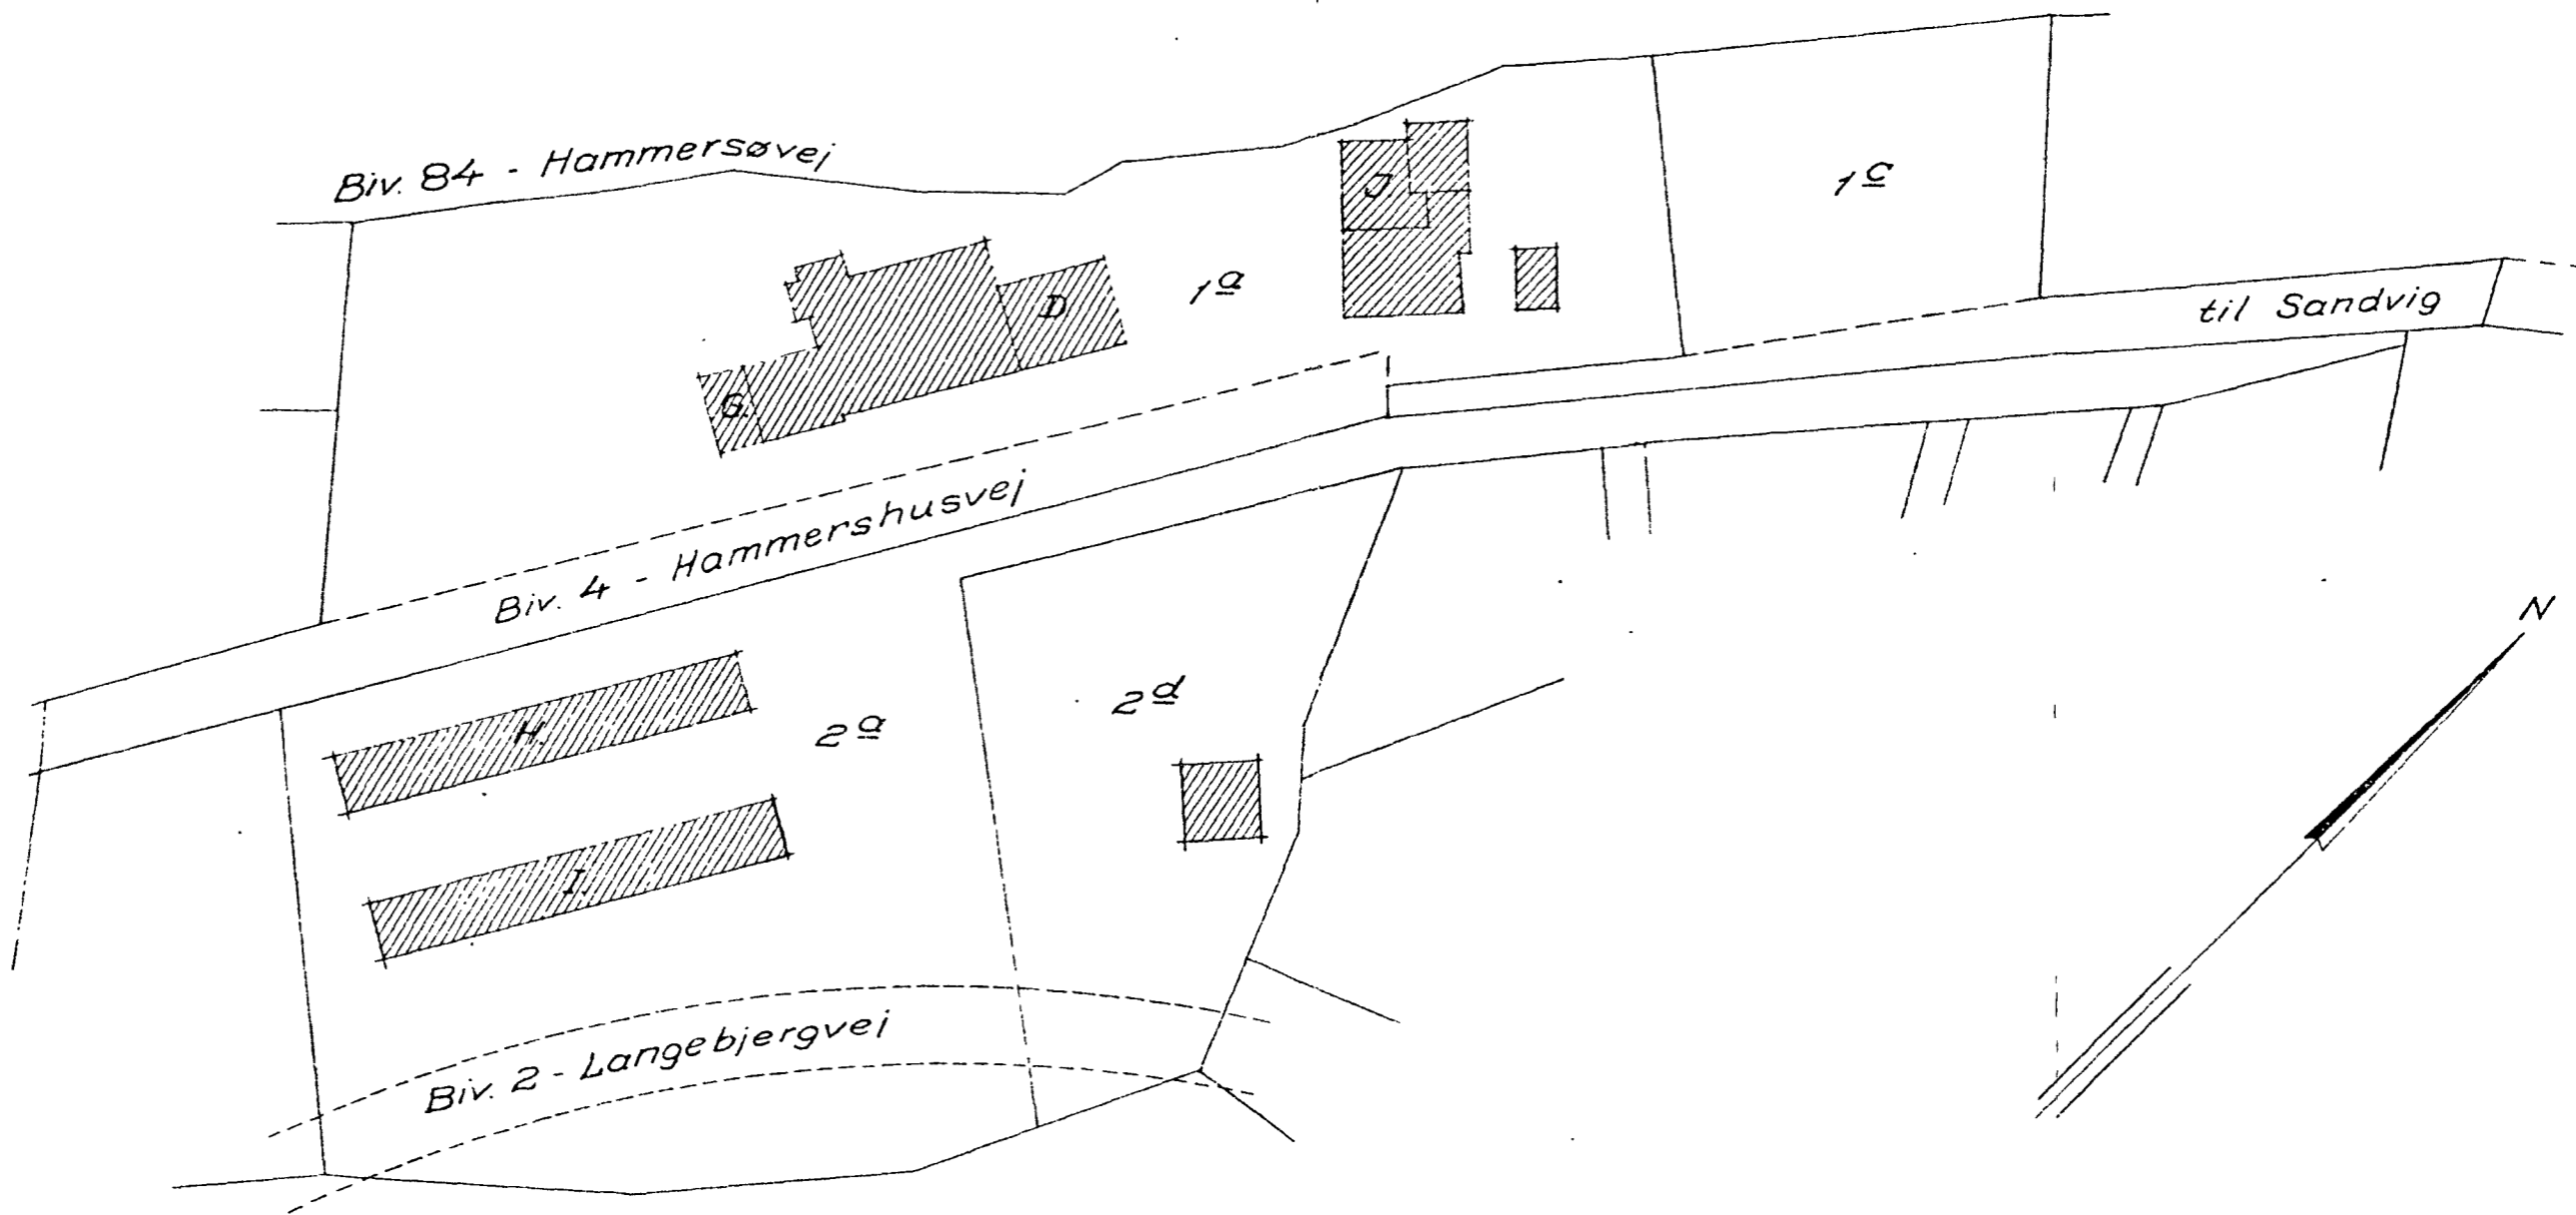 Biv. 84 - Hammersøvej
J
1c
D
1a
til Sandvig
G.
Biv. 4 - Hammershusvej
N
H.
2a
2d
I.
Biv. 2 - Langebjergvej